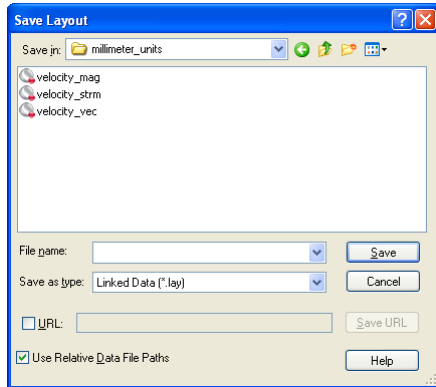 Save Layout
Save in: millimeter_units
velocity_mag
velocity_strm
velocity_vec
File name:
Save
Save as type: Linked Data (*.lay)
Cancel
URL:
Save URL
Use Relative Data File Paths
Help